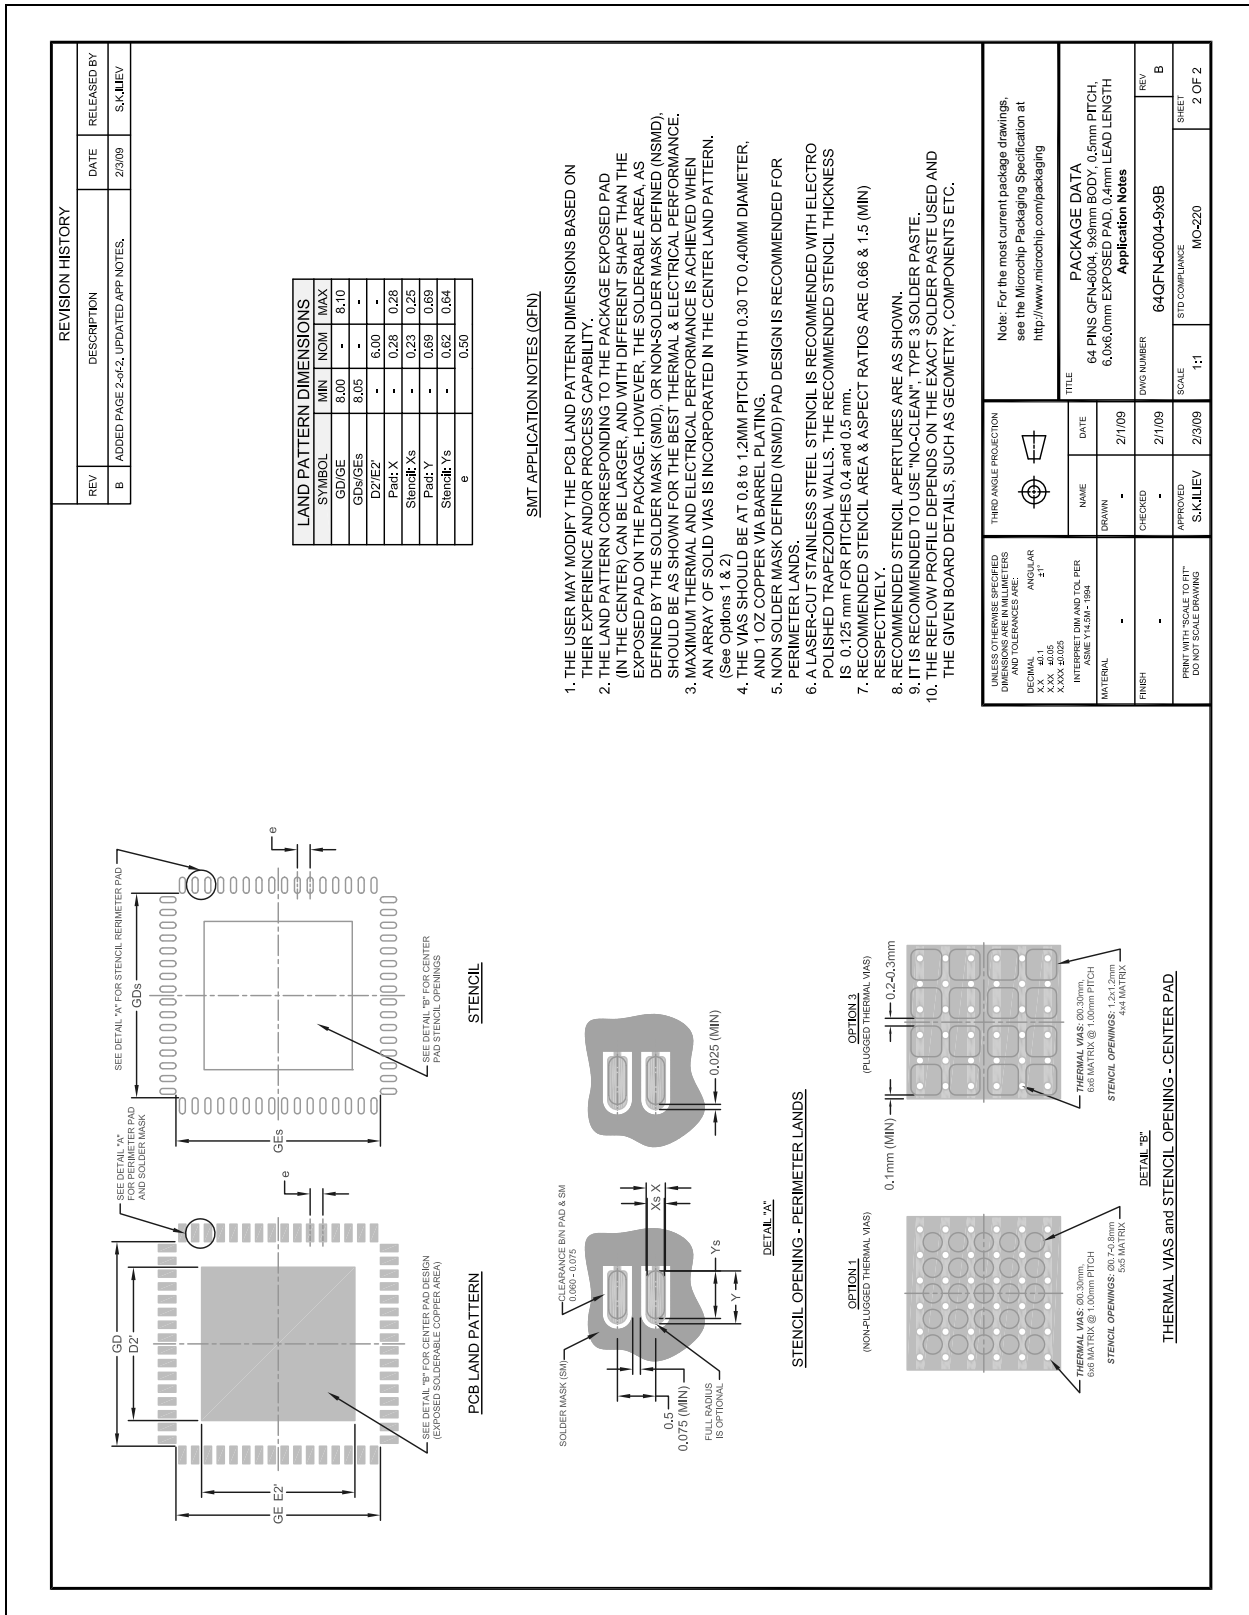 REVISION HISTORY
REV DESCRIPTION DATE RELEASED BY
B ADDED PAGE 2-of-2, UPDATED APP NOTES. 2/3/09 S.K.ILIEV
SEE DETAIL "A"
FOR PERIMETER PAD
AND SOLDER MASK
GD
D2'
e
GE
E2'
SEE DETAIL "B" FOR CENTER PAD DESIGN
(EXPOSED SOLDERABLE COPPER AREA)
PCB LAND PATTERN
SEE DETAIL "A" FOR STENCIL RERIMETER PAD
GDs
e
GEs
SEE DETAIL "B" FOR CENTER
PAD STENCIL OPENINGS
STENCIL
LAND PATTERN DIMENSIONS
SYMBOL MIN NOM MAX
GD/GE 8.00 - 8.10
GDs/GEs 8.05 - -
D2'/E2' - 6.00 -
Pad: X - 0.28 0.28
Stencil: Xs - 0.23 0.25
Pad: Y - 0.69 0.69
Stencil: Ys - 0.62 0.64
e 0.50
SOLDER MASK (SM)
CLEARANCE B/N PAD & SM
0.060 - 0.075
0.5
0.075 (MIN)
FULL RADIUS
IS OPTIONAL
Xs
X
Ys
Y
0.025 (MIN)
DETAIL "A"
STENCIL OPENING - PERIMETER LANDS
OPTION 1
(NON-PLUGGED THERMAL VIAS)
THERMAL VIAS: Ø0.30mm,
6x6 MATRIX @ 1.00mm PITCH
STENCIL OPENINGS: Ø0.7-0.8mm
5x5 MATRIX
OPTION 3
(PLUGGED THERMAL VIAS)
0.1mm (MIN)
0.2-0.3mm
THERMAL VIAS: Ø0.30mm,
6x6 MATRIX @ 1.00mm PITCH
STENCIL OPENINGS: 1.2x1.2mm
4x4 MATRIX
DETAIL "B"
THERMAL VIAS and STENCIL OPENING - CENTER PAD
SMT APPLICATION NOTES (QFN)
1. THE USER MAY MODIFY THE PCB LAND PATTERN DIMENSIONS BASED ON
THEIR EXPERIENCE AND/OR PROCESS CAPABILITY.
2. THE LAND PATTERN CORRESPONDING TO THE PACKAGE EXPOSED PAD
(IN THE CENTER) CAN BE LARGER, AND WITH DIFFERENT SHAPE THAN THE
EXPOSED PAD ON THE PACKAGE. HOWEVER, THE SOLDERABLE AREA, AS
DEFINED BY THE SOLDER MASK (SMD), OR NON-SOLDER MASK DEFINED (NSMD),
SHOULD BE AS SHOWN FOR THE BEST THERMAL & ELECTRICAL PERFORMANCE.
3. MAXIMUM THERMAL AND ELECTRICAL PERFORMANCE IS ACHIEVED WHEN
AN ARRAY OF SOLID VIAS IS INCORPORATED IN THE CENTER LAND PATTERN.
(See Options 1 & 2)
4. THE VIAS SHOULD BE AT 0.8 to 1.2MM PITCH WITH 0.30 TO 0.40MM DIAMETER,
AND 1 OZ COPPER VIA BARREL PLATING.
5. NON SOLDER MASK DEFINED (NSMD) PAD DESIGN IS RECOMMENDED FOR
PERIMETER LANDS.
6. A LASER-CUT STAINLESS STEEL STENCIL IS RECOMMENDED WITH ELECTRO
POLISHED TRAPEZOIDAL WALLS, THE RECOMMENDED STENCIL THICKNESS
IS 0.125 mm FOR PITCHES 0.4 and 0.5 mm.
7. RECOMMENDED STENCIL AREA & ASPECT RATIOS ARE 0.66 & 1.5 (MIN)
RESPECTIVELY.
8. RECOMMENDED STENCIL APERTURES ARE AS SHOWN.
9. IT IS RECOMMENDED TO USE "NO-CLEAN", TYPE 3 SOLDER PASTE.
10. THE REFLOW PROFILE DEPENDS ON THE EXACT SOLDER PASTE USED AND
THE GIVEN BOARD DETAILS, SUCH AS GEOMETRY, COMPONENTS ETC.
UNLESS OTHERWISE SPECIFIED
DIMENSIONS ARE IN MILLIMETERS
AND TOLERANCES ARE:
DECIMAL ANGULAR
X.X ±0.1 ±1°
X.XX ±0.05
X.XXX ±0.025
INTERPRET DIM AND TOL PER
ASME Y14.5M - 1994
MATERIAL
-
FINISH
-
PRINT WITH "SCALE TO FIT"
DO NOT SCALE DRAWING
THIRD ANGLE PROJECTION
NAME DATE
DRAWN
- 2/1/09
CHECKED
- 2/1/09
APPROVED
S.K.ILIEV 2/3/09
Note: For the most current package drawings,
see the Microchip Packaging Specification at
http://www.microchip.com/packaging
TITLE
PACKAGE DATA
64 PINS QFN-6004, 9x9mm BODY, 0.5mm PITCH,
6.0x6.0mm EXPOSED PAD, 0.4mm LEAD LENGTH
Application Notes
DWG NUMBER
64QFN-6004-9x9B
REV
B
SCALE
1:1
STD COMPLIANCE
MO-220
SHEET
2 OF 2